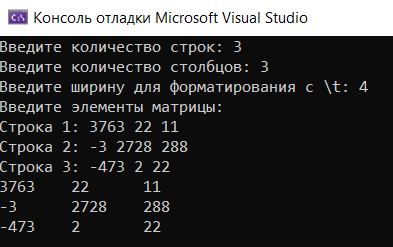 C:\ Консоль отладки Microsoft Visual Studio
Введите количество строк: 3
Введите количество столбцов: 3
Введите ширину для форматирования с \t: 4
Введите элементы матрицы:
Строка 1: 3763 22 11
Строка 2: -3 2728 288
Строка 3: -473 2 22
3763 22 11
-3 2728 288
-473 2 22